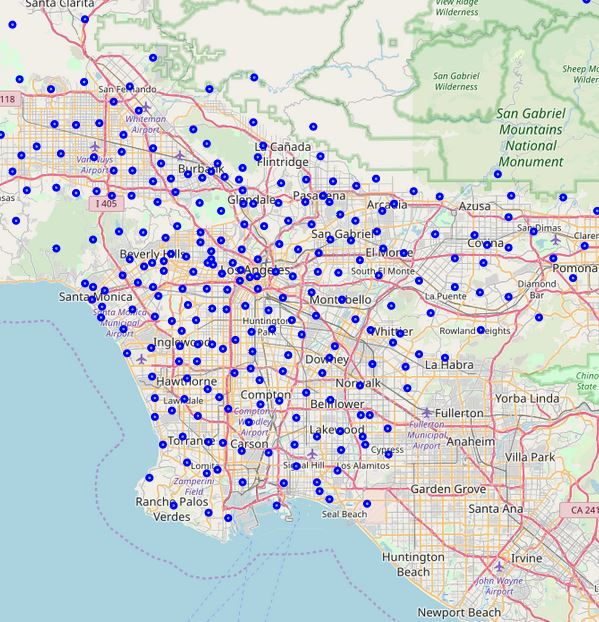 Santa Clarita
View Ridge
Wilderness
San Gabriel
Wilderness
118
San Fernando
Whiteman
Airport
San Gabriel
Mountains
National
Monument
Van Nuys
Airport
La Cañada
Flintridge
Burbank
I 405
Glendale
Pasadena
Arcadia
Azusa
San Dimas
San Gabriel
Covina
Beverly Hills
El Monte
Pomona
Los Angeles
South El Monte
Diamond
Bar
Santa Monica
Montebello
La Puente
Santa Monica
Municipal
Airport
Huntington
Park
Whittier
Rowland Heights
Inglewood
Downey
La Habra
Hawthorne
Norwalk
Compton
Yorba Linda
Lawndale
Bellflower
Compton/
Woodley
Airport
Fullerton
Fullerton
Municipal
Airport
Lakewood
Anaheim
Torrance
Carson
Cypress
Villa Park
Lomita
Signal Hill
Los Alamitos
Zamperini
Field
Garden Grove
Rancho Palos
Verdes
Santa Ana
CA 241
Seal Beach
Huntington
Beach
Irvine
John Wayne
Airport
Newport Beach